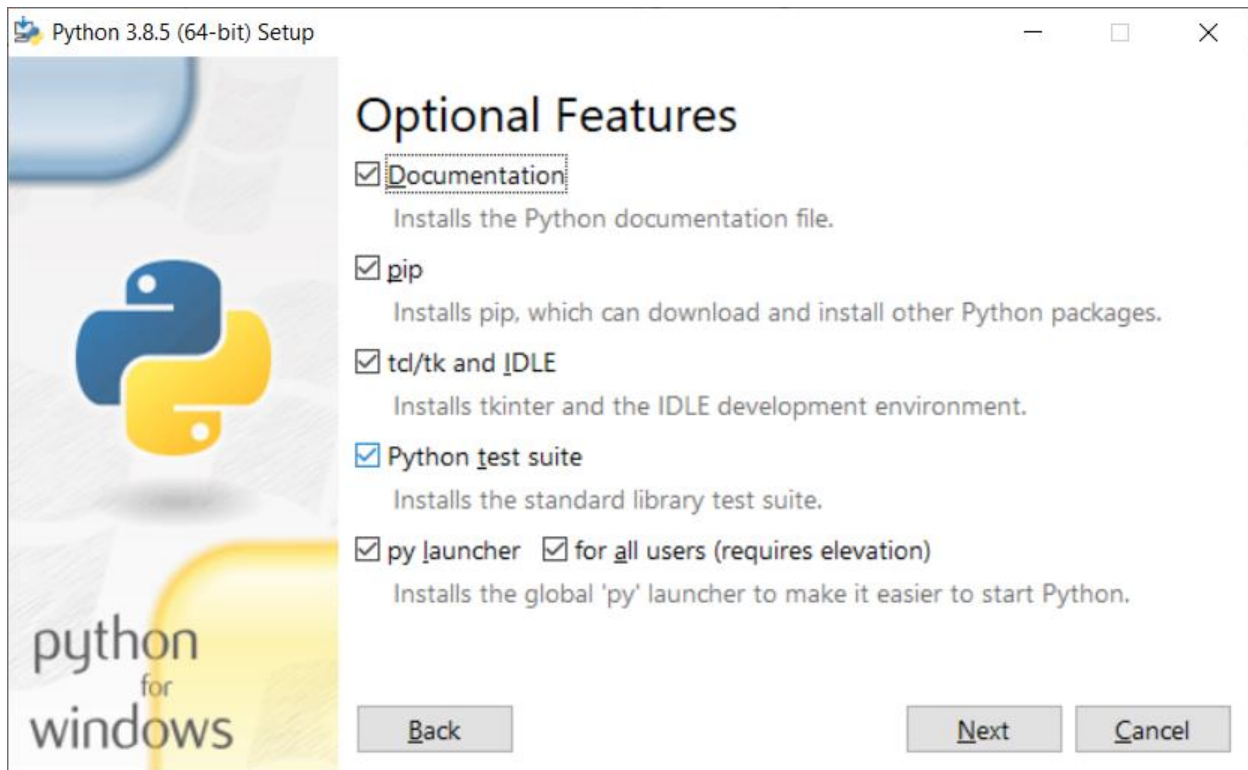 Python 3.8.5 (64-bit) Setup
Optional Features
Documentation
Installs the Python documentation file.
pip
Installs pip, which can download and install other Python packages.
tcl/tk and IDLE
Installs tkinter and the IDLE development environment.
Python test suite
Installs the standard library test suite.
py launcher for all users (requires elevation)
Installs the global 'py' launcher to make it easier to start Python.
python
for
windows
Back Next Cancel